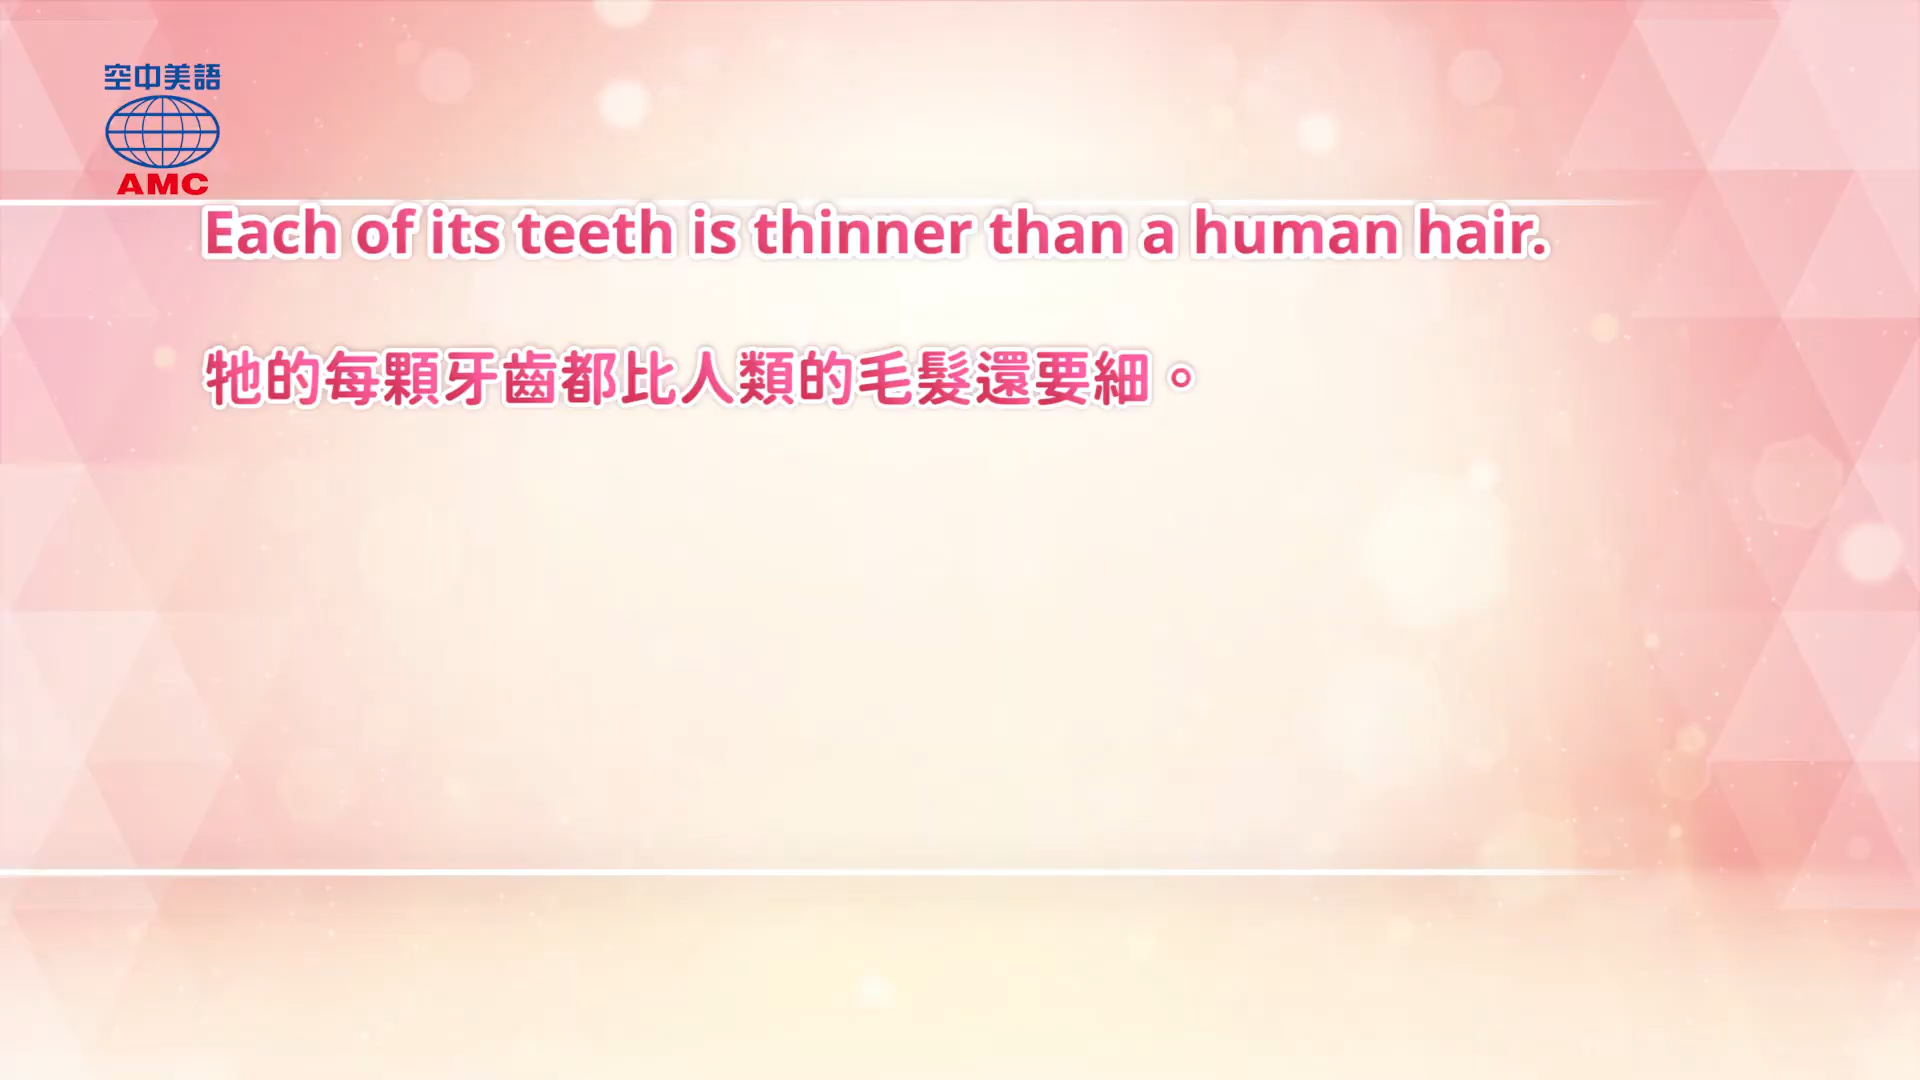 空中美語
AMC
Each of its teeth is thinner than a human hair.
牠的每顆牙齒都比人類的毛髮還要細。